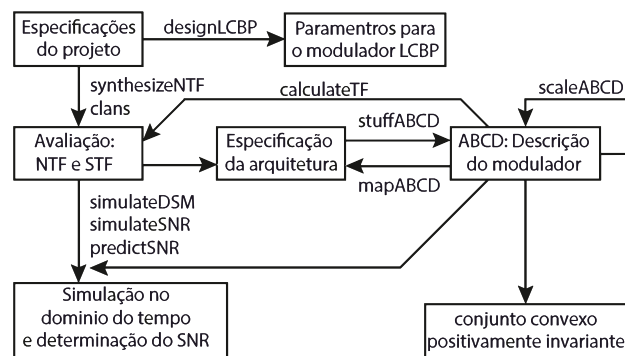 Especificações
do projeto
designLCBP
Paramentros para
o modulador LCBP
synthesizeNTF
clans
calculateTF
scaleABCD
Avaliação:
NTF e STF
Especificação
da arquitetura
stuffABCD
mapABCD
ABCD: Descrição
do modulador
simulateDSM
simulateSNR
predictSNR
Simulação no
dominio do tempo
e determinação do SNR
conjunto convexo
positivamente invariante